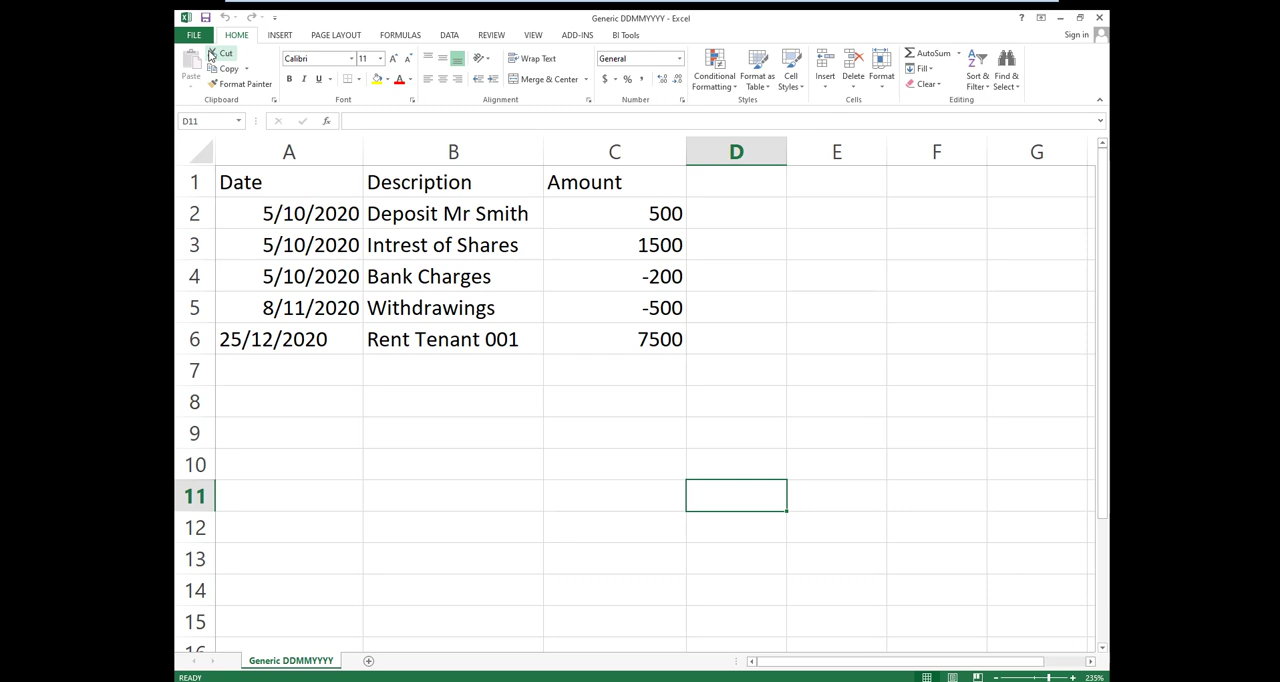 Generic DDMMYYYY - Excel
?
FILE HOME INSERT PAGE LAYOUT FORMULAS DATA REVIEW VIEW ADD-INS BI Tools Sign in
Paste
Cut
Copy
Format Painter
Clipboard
Calibri 11
B I U
Font
Wrap Text
Merge & Center
Alignment
General
$ % ,
Number
Conditional Formatting
Format as Table
Cell Styles
Styles
Insert Delete Format
Cells
AutoSum
Fill
Clear
Sort & Filter
Find & Select
Editing
D11 fx
A B C D E F G
1 Date Description Amount
2 5/10/2020 Deposit Mr Smith 500
3 5/10/2020 Intrest of Shares 1500
4 5/10/2020 Bank Charges -200
5 8/11/2020 Withdrawings -500
6 25/12/2020 Rent Tenant 001 7500
7
8
9
10
11
12
13
14
15
16
Generic DDMMYYYY
READY 235%